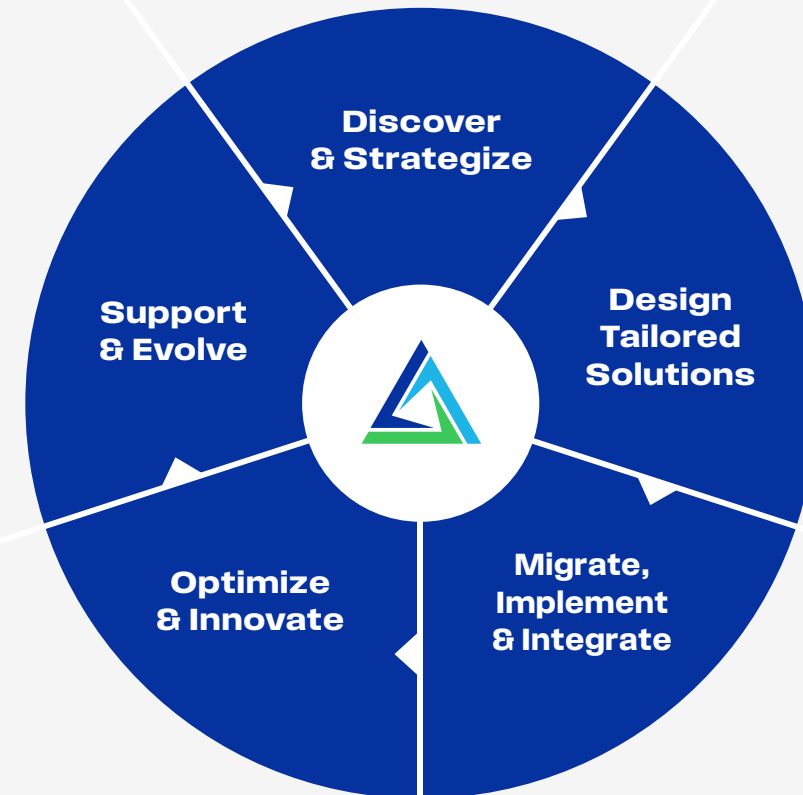 Discover
& Strategize
Design
Tailored
Solutions
Migrate,
Implement
& Integrate
Optimize
& Innovate
Support
& Evolve